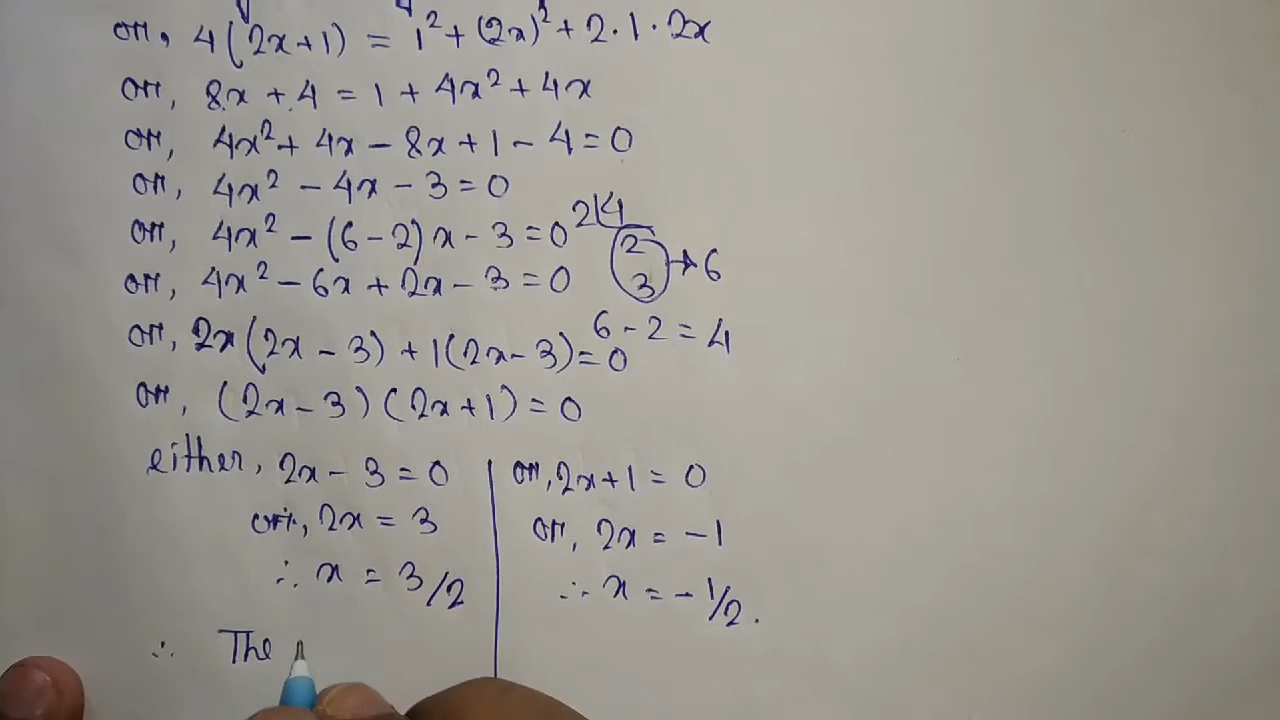 or, 4(2x+1) = 1² + (2x)² + 2·1·2x
or, 8x + 4 = 1 + 4x² + 4x
or, 4x² + 4x - 8x + 1 - 4 = 0
or, 4x² - 4x - 3 = 0
or, 4x² - (6-2)x - 3 = 0
2|4
2
3 → 6
or, 4x² - 6x + 2x - 3 = 0
6 - 2 = 4
or, 2x(2x - 3) + 1(2x - 3) = 0
or, (2x - 3)(2x + 1) = 0
either, 2x - 3 = 0
or, 2x = 3
∴ x = 3/2
or, 2x + 1 = 0
or, 2x = -1
∴ x = -1/2.
∴ The